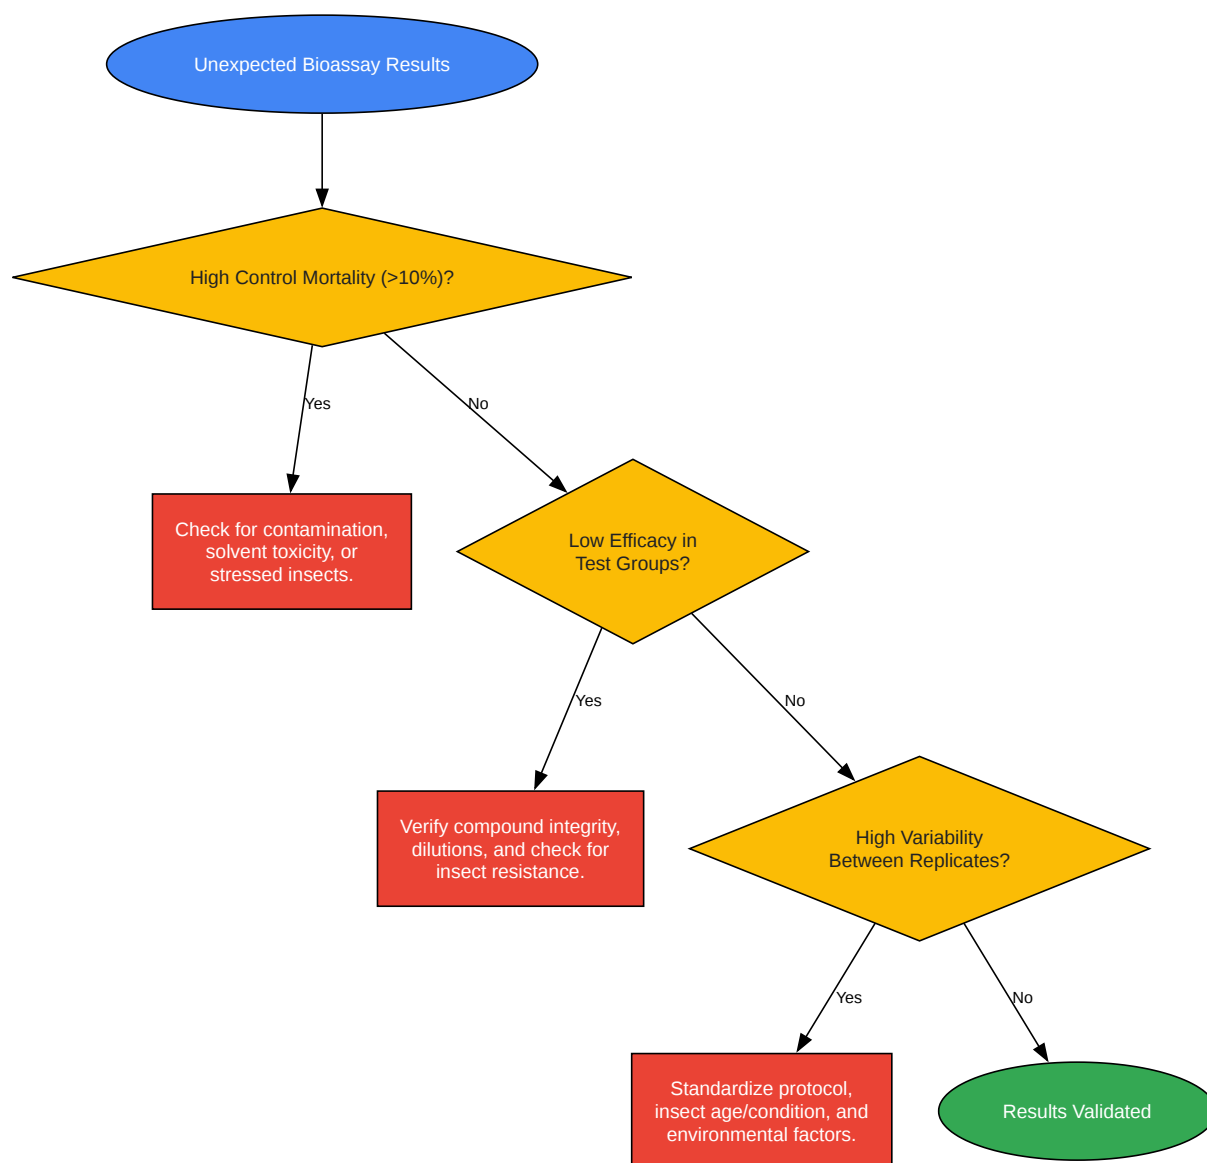 Unexpected Bioassay Results
High Control Mortality (>10%)?
Yes
No
Check for contamination,
solvent toxicity, or
stressed insects.
Low Efficacy in
Test Groups?
Yes
No
Verify compound integrity,
dilutions, and check for
insect resistance.
High Variability
Between Replicates?
Yes
No
Standardize protocol,
insect age/condition, and
environmental factors.
Results Validated